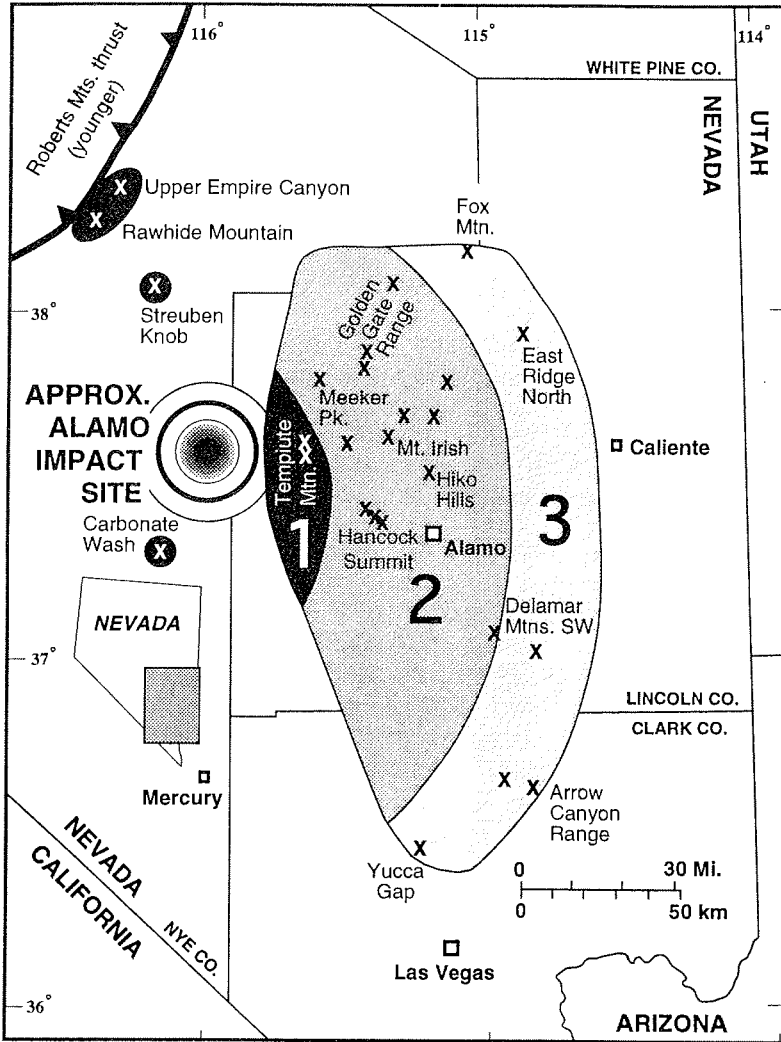 116°
115°
114°
WHITE PINE CO.
NEVADA
UTAH
Roberts Mts. thrust
(younger)
X
Upper Empire Canyon
X
Rawhide Mountain
Fox
Mtn.
X
X
Streuben
Knob
38°
X
Golden
Gate
Range
X
X
X
East
Ridge
North
X
Meeker
Pk.
X
X
X
X
X
Mt. Irish
X
Hiko
Hills
APPROX.
ALAMO
IMPACT
SITE
Tempiute
Mtn.
X
X
1
Caliente
Carbonate
Wash
X
X
X
X
Hancock
Summit
Alamo
2
3
NEVADA
Delamar
Mtns. SW
X
X
37°
LINCOLN CO.
CLARK CO.
Mercury
X
X
Arrow
Canyon
Range
X
Yucca
Gap
0 30 Mi.
0 50 km
NEVADA
CALIFORNIA
NYE CO.
Las Vegas
36°
ARIZONA